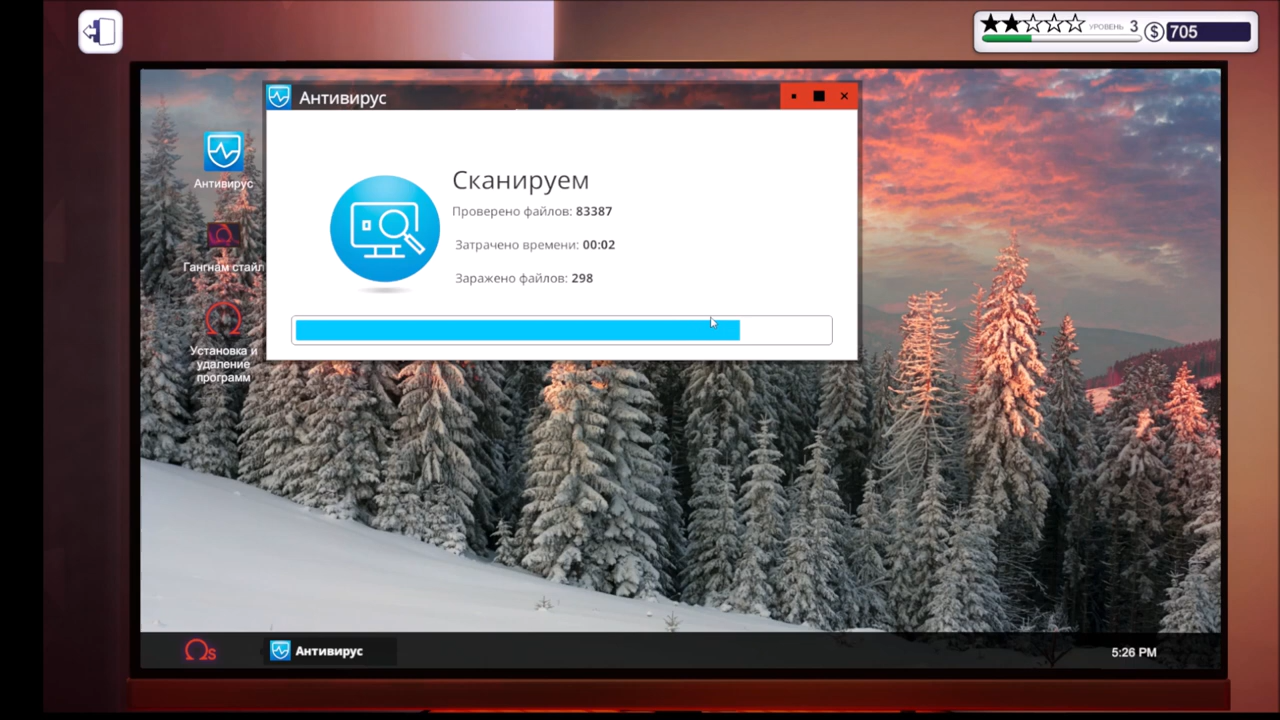 УРОВЕНЬ 3
$ 705
Антивирус
Антивирус
Гангнам стайл
Установка и
удаление
программ
Сканируем
Проверено файлов: 83387
Затрачено времени: 00:02
Заражено файлов: 298
Ωs
Антивирус
5:26 PM